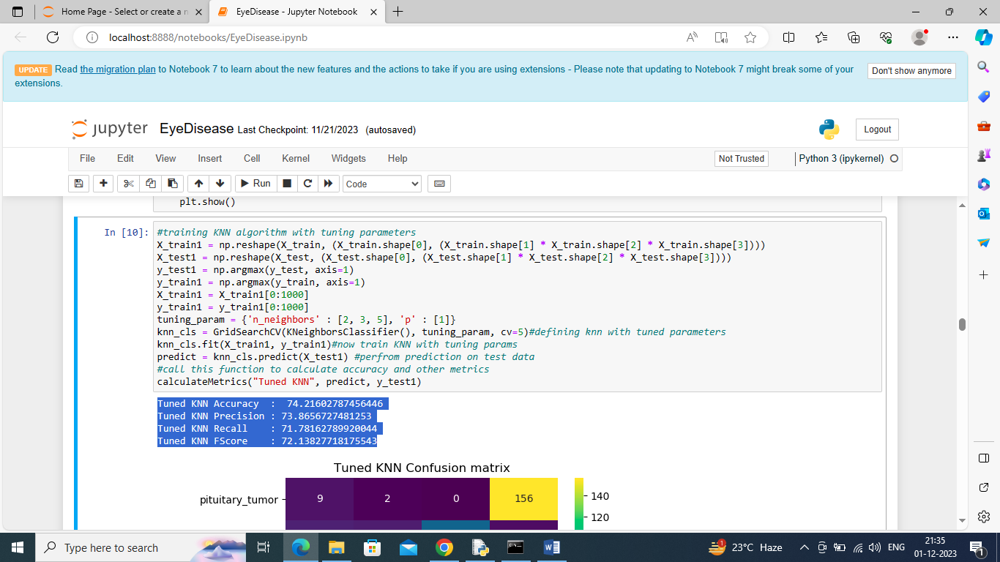 Home Page - Select or create a n
EyeDisease - Jupyter Notebook
localhost:8888/notebooks/EyeDisease.ipynb
UPDATE Read the migration plan to Notebook 7 to learn about the new features and the actions to take if you are using extensions - Please note that updating to Notebook 7 might break some of your
extensions.
Don't show anymore
jupyter EyeDisease Last Checkpoint: 11/21/2023 (autosaved)
Logout
File Edit View Insert Cell Kernel Widgets Help
Not Trusted
Python 3 (ipykernel)
Run
Code
plt.show()
In [10]:
#training KNN algorithm with tuning parameters
X_train1 = np.reshape(X_train, (X_train.shape[0], (X_train.shape[1] * X_train.shape[2] * X_train.shape[3])))
X_test1 = np.reshape(X_test, (X_test.shape[0], (X_test.shape[1] * X_test.shape[2] * X_test.shape[3])))
y_test1 = np.argmax(y_test, axis=1)
y_train1 = np.argmax(y_train, axis=1)
X_train1 = X_train1[0:1000]
y_train1 = y_train1[0:1000]
tuning_param = {'n_neighbors' : [2, 3, 5], 'p' : [1]}
knn_cls = GridSearchCV(KNeighborsClassifier(), tuning_param, cv=5)#defining knn with tuned parameters
knn_cls.fit(X_train1, y_train1)#now train KNN with tuning params
predict = knn_cls.predict(X_test1) #perfrom prediction on test data
#call this function to calculate accuracy and other metrics
calculateMetrics("Tuned KNN", predict, y_test1)
Tuned KNN Accuracy  :  74.21602787456446
Tuned KNN Precision : 73.8656727481253
Tuned KNN Recall    : 71.78162789920044
Tuned KNN FScore    : 72.13827718175543
Tuned KNN Confusion matrix
pituitary_tumor 9 2 0 156
140
120
Type here to search
1
23°C Haze
ENG
21:35
01-12-2023
1